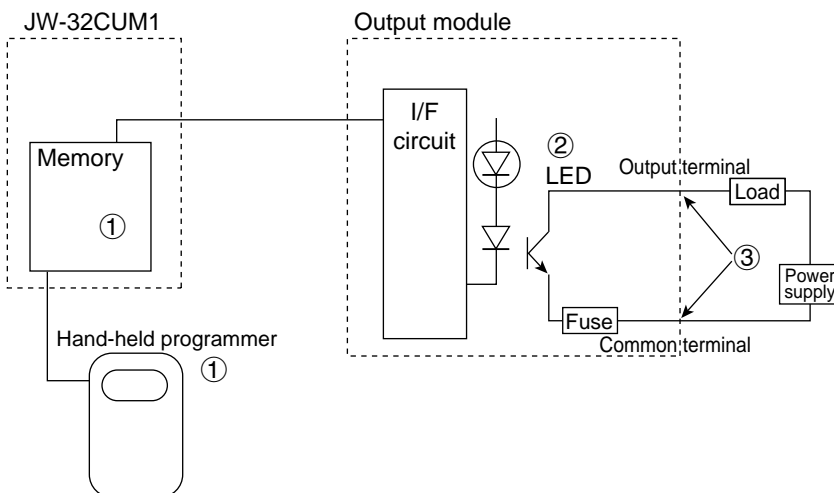 JW-32CUM1
Output module
I/F
circuit
Memory
①
②
LED
Output terminal
Load
③
Power
supply
Fuse
Common terminal
Hand-held programmer
①